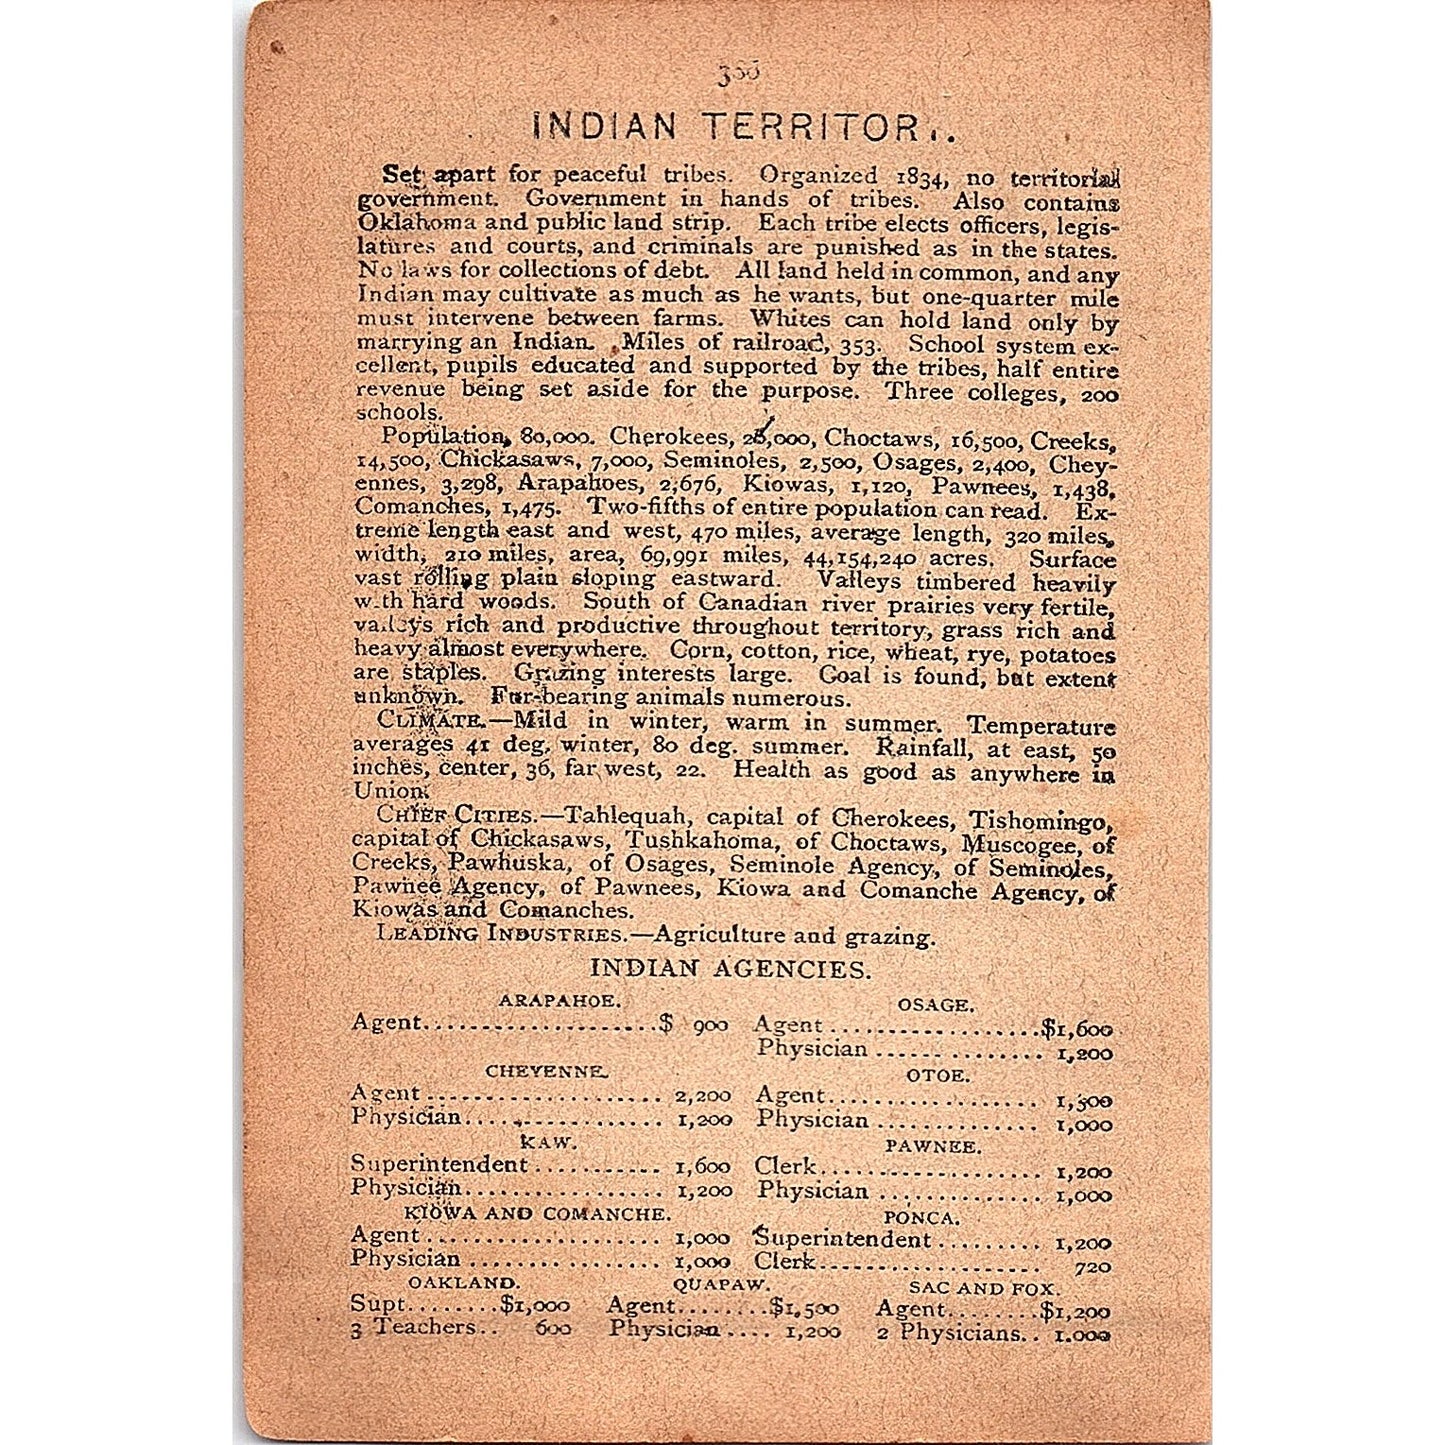 INDIAN TERRITOR
Set apart for peaceful tribes. Organized 1834, no territorial
government. Government in hands of tribes. Also contains
Oklahoma and public land strip. Each tribe elects officers, legis-
latures and courts, and criminals are punished as in the states.
No laws for collections of debt. All land held in common, and any
Indian may cultivate as much as he wants, but one-quarter mile
must intervene between farms. Whites can hold land only by
marrying an Indian. Miles of railroad, 353. School system ex-
cellent, pupils educated and supported by the tribes, half entire
revenue being set aside for the purpose. Three colleges, 200
schools.
Population, 80,000. Cherokees, Choctaws, 16,500, Creeks,
14,500, Chickasaws, 7,000, Seminoles, 2,500, Osages, 2,400, Chey-
ennes, 3,298, Arapahoes, 2,676, Kiowas, 1,120, Pawnees, 1,438,
Comanches, 1,475. Two-fifths of entire population can read. Ex-
treme length east and west, 470 miles, average length, 320 miles,
width, 210 miles, area, 69,991 miles, 44,154,240 acres. Surface
vast rolling plain sloping eastward. Valleys timbered heavily
with hard woods. South of Canadian river prairies very fertile,
valleys rich and productive throughout territory, grass rich and
heavy almost everywhere. Corn, cotton, rice, wheat, rye, potatoes
are staples. Grazing interests large. Coal is found, but extent
unknown. Fur-bearing animals numerous.
CLIMATE.—Mild in winter, warm in summer. Temperature
averages 41 deg. winter, 80 deg. summer. Rainfall, at east, 50
inches, center, 36, far west, 22. Health as good as anywhere in
Union.
CHIEF CITIES.—Tahlequah, capital of Cherokees, Tishomingo,
capital of Chickasaws, Tushkahoma, of Choctaws, Muscogee, of
Creeks, Pawhuska, of Osages, Seminole Agency, of Seminoles,
Pawnee Agency, of Pawnees, Kiowa and Comanche Agency, of
Kiowas and Comanches.
LEADING INDUSTRIES.—Agriculture and grazing.
INDIAN AGENCIES.
ARAPAHOE.
Agent....................$ 900
CHEYENNE.
Agent .................... 2,200
Physician................. 1,200
KAW.
Superintendent ........... 1,600
Physician................. 1,200
KIOWA AND COMANCHE.
Agent .................... 1,000
Physician ................ 1,000
OSAGE.
Agent ..................$1,600
Physician .............. 1,200
OTOE.
Agent.................. 1,500
Physician .............. 1,000
PAWNEE.
Clerk................... 1,200
Physician .............. 1,000
PONCA.
Superintendent ......... 1,200
Clerk................... 720
OAKLAND.
Supt........$1,000
3 Teachers.. 600
QUAPAW.
Agent........$1,500
Physician.... 1,200
SAC AND FOX.
Agent........$1,200
2 Physicians.. 1.000